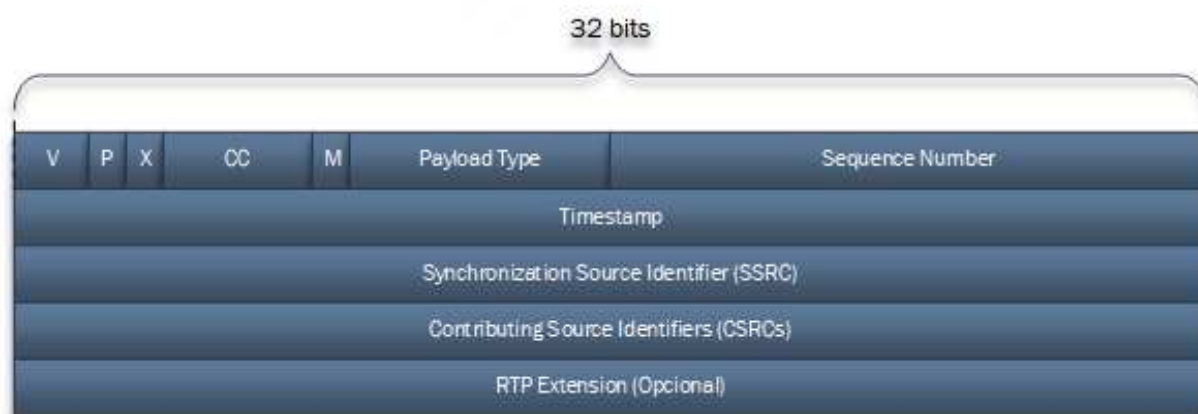 32 bits
V P X CC M Payload Type Sequence Number
Timestamp
Synchronization Source Identifier (SSRC)
Contributing Source Identifiers (CSRCs)
RTP Extension (Opcional)